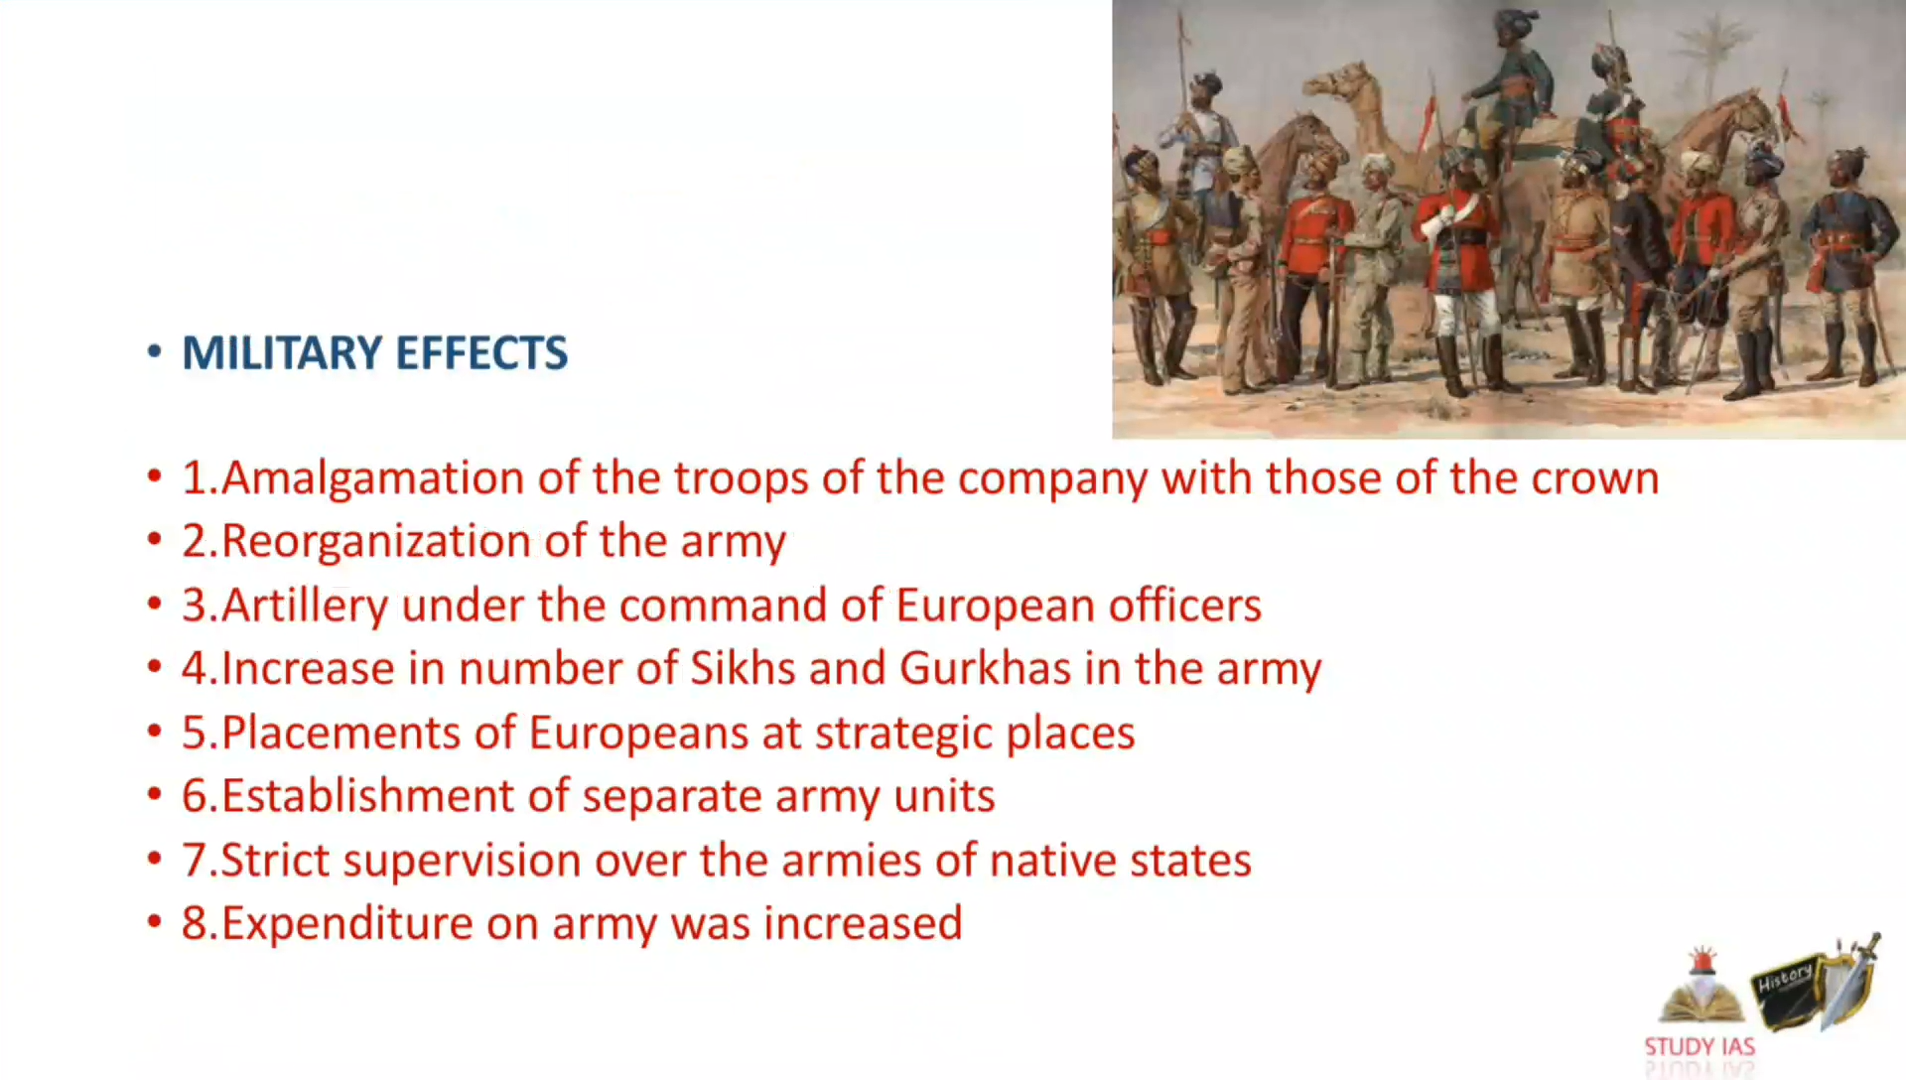 • MILITARY EFFECTS
• 1.Amalgamation of the troops of the company with those of the crown
• 2.Reorganization of the army
• 3.Artillery under the command of European officers
• 4.Increase in number of Sikhs and Gurkhas in the army
• 5.Placements of Europeans at strategic places
• 6.Establishment of separate army units
• 7.Strict supervision over the armies of native states
• 8.Expenditure on army was increased
History
STUDY IAS